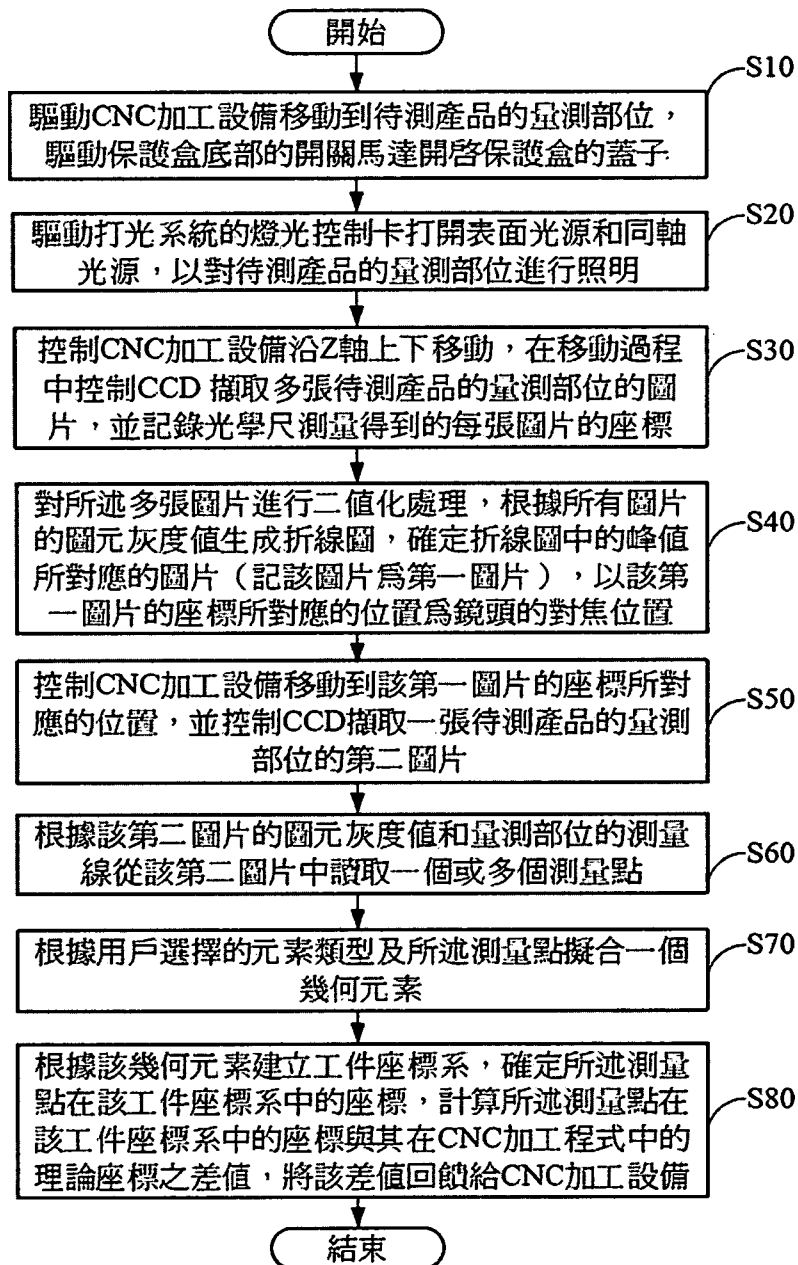 開始
S10
驅動CNC加工設備移動到待測產品的量測部位，
驅動保護盒底部的開關馬達開啓保護盒的蓋子
S20
驅動打光系統的燈光控制卡打開表面光源和同軸
光源，以對待測產品的量測部位進行照明
S30
控制CNC加工設備沿Z軸上下移動，在移動過程
中控制CCD 擷取多張待測產品的量測部位的圖
片，並記錄光學尺測量得到的每張圖片的座標
S40
對所述多張圖片進行二值化處理，根據所有圖片
的圖元灰度值生成折線圖，確定折線圖中的峰值
所對應的圖片（記該圖片爲第一圖片），以該第
一圖片的座標所對應的位置爲鏡頭的對焦位置
S50
控制CNC加工設備移動到該第一圖片的座標所對
應的位置，並控制CCD擷取一張待測產品的量測
部位的第二圖片
S60
根據該第二圖片的圖元灰度值和量測部位的測量
線從該第二圖片中讀取一個或多個測量點
S70
根據用戶選擇的元素類型及所述測量點擬合一個
幾何元素
S80
根據該幾何元素建立工件座標系，確定所述測量
點在該工件座標系中的座標，計算所述測量點在
該工件座標系中的座標與其在CNC加工程式中的
理論座標之差值，將該差值回饋給CNC加工設備
結束